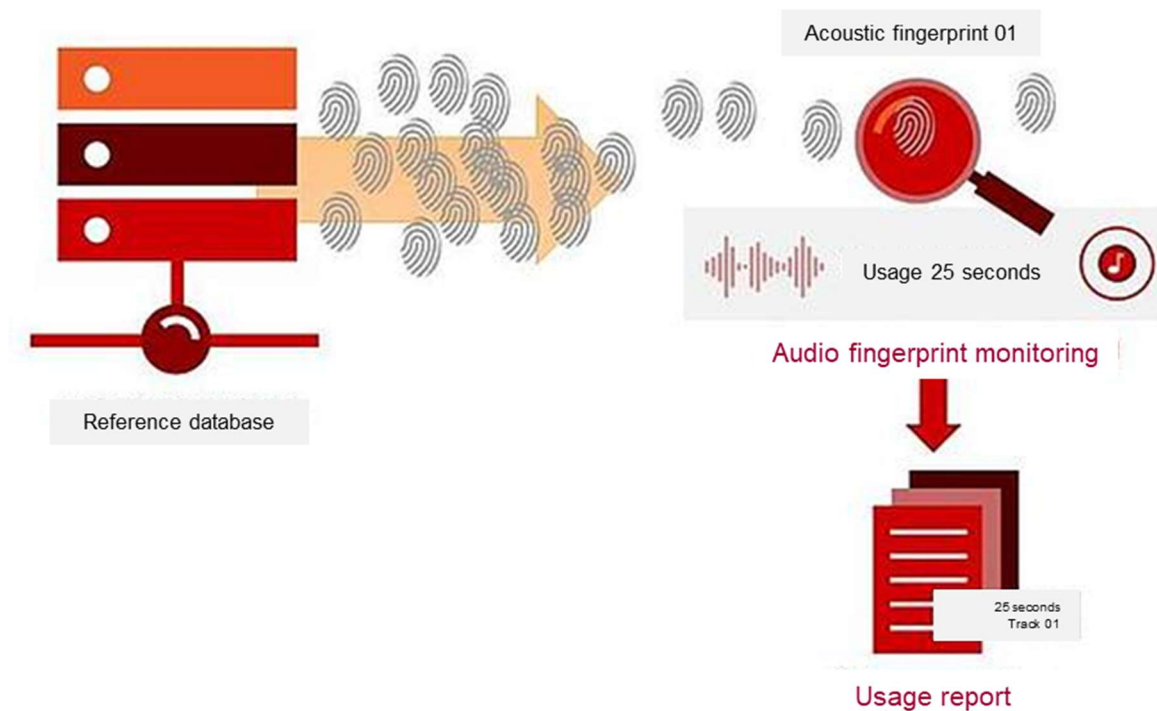 Acoustic fingerprint 01
Usage 25 seconds
Audio fingerprint monitoring
Reference database
25 seconds
Track 01
Usage report